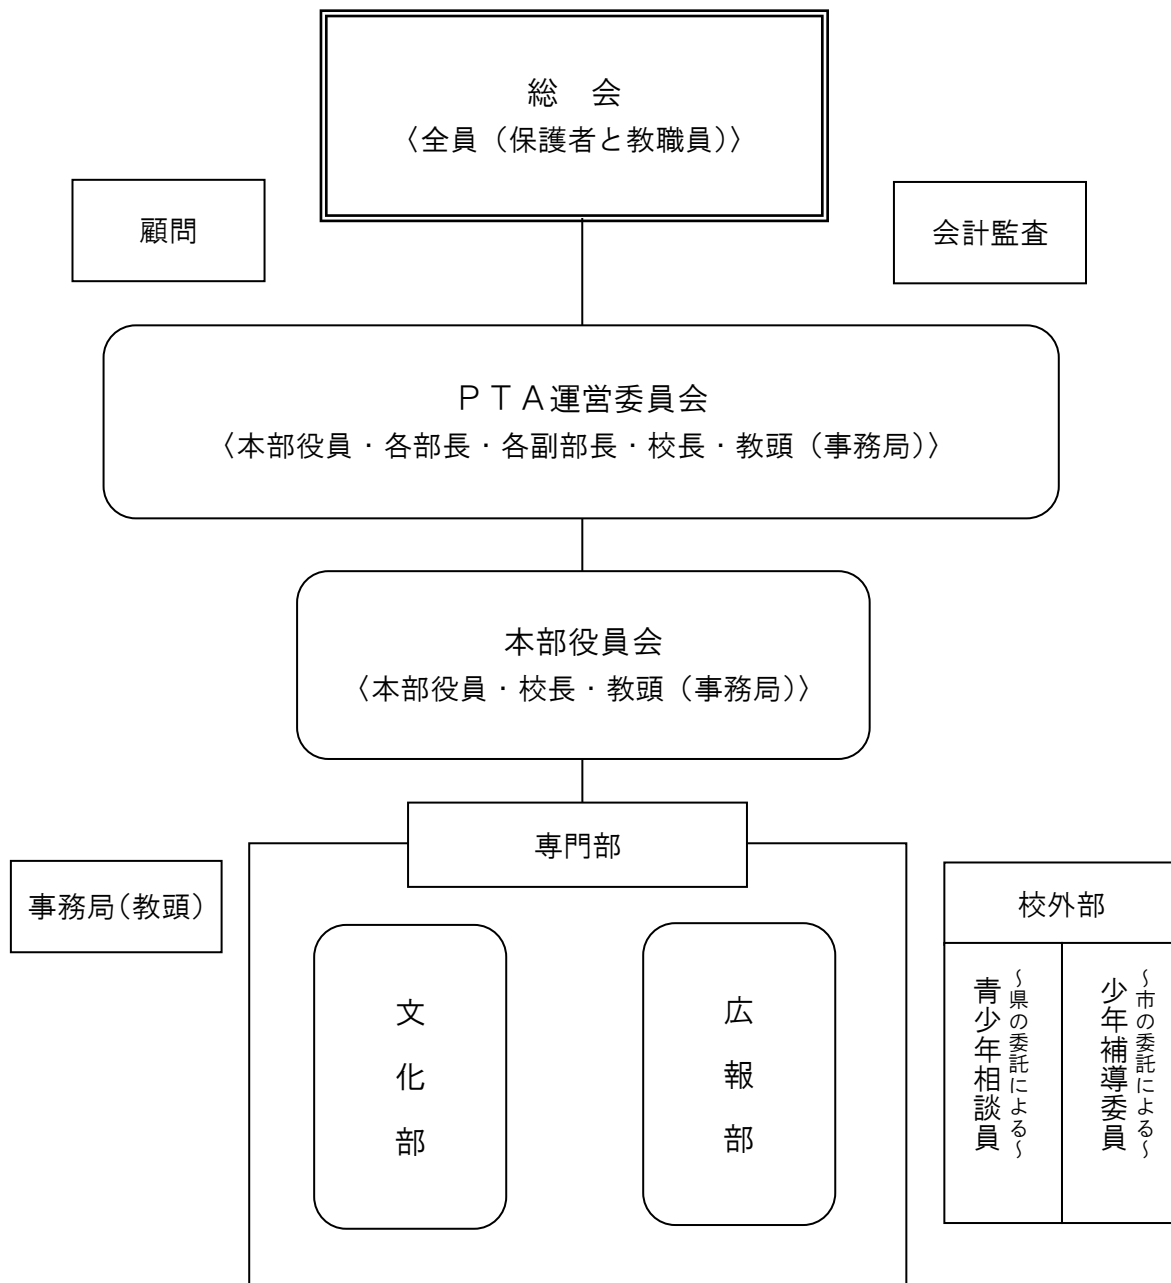 総　会
〈全員（保護者と教職員）〉
顧問
会計監査
ＰＴＡ運営委員会
〈本部役員・各部長・各副部長・校長・教頭（事務局）〉
本部役員会
〈本部役員・校長・教頭（事務局）〉
専門部
事務局（教頭）
校外部
文化部
広報部
青少年相談員
～県の委託による～
少年補導委員
～市の委託による～